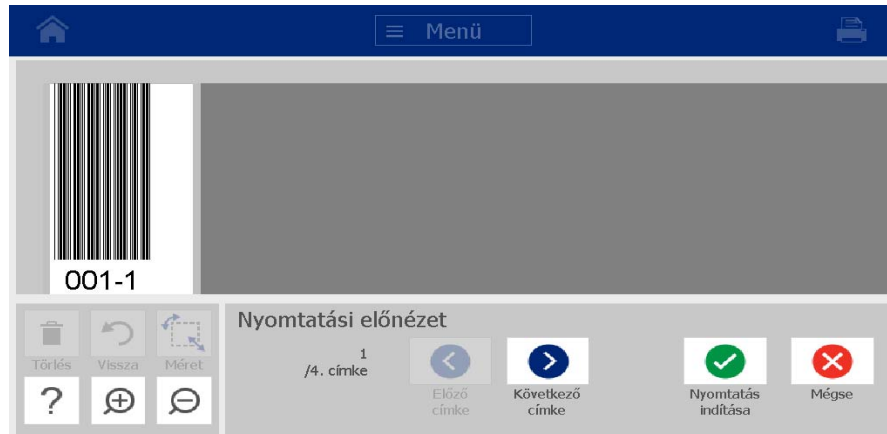 Menü
001-1
Törlés
Vissza
Méret
?
Nyomtatási előnézet
1
/4. címke
Előző
címke
Következő
címke
Nyomtatás
indítása
Mégse